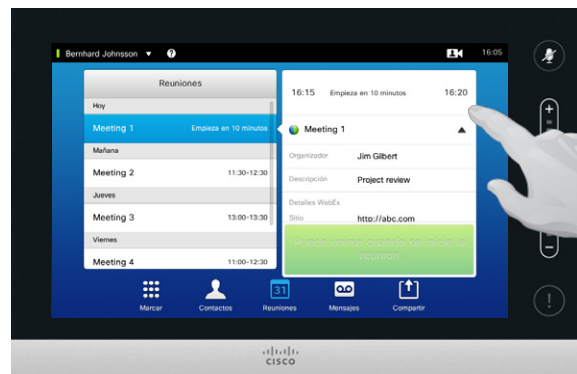 Bernhard Johnsson
16:05
Reuniones
Hoy
Meeting 1 Empieza en 10 minutos
Mañana
Meeting 2 11:30-12:30
Jueves
Meeting 3 13:00-13:30
Viernes
Meeting 4 11:00-12:30
16:15 Empieza en 10 minutos 16:20
Meeting 1
Organizador Jim Gilbert
Descripción Project review
Detalles WebEx
Sitio http://abc.com
Puede unirse cuando se inicie la
reunión
Marcar Contactos 31 Reuniones Mensajes Compartir
CISCO